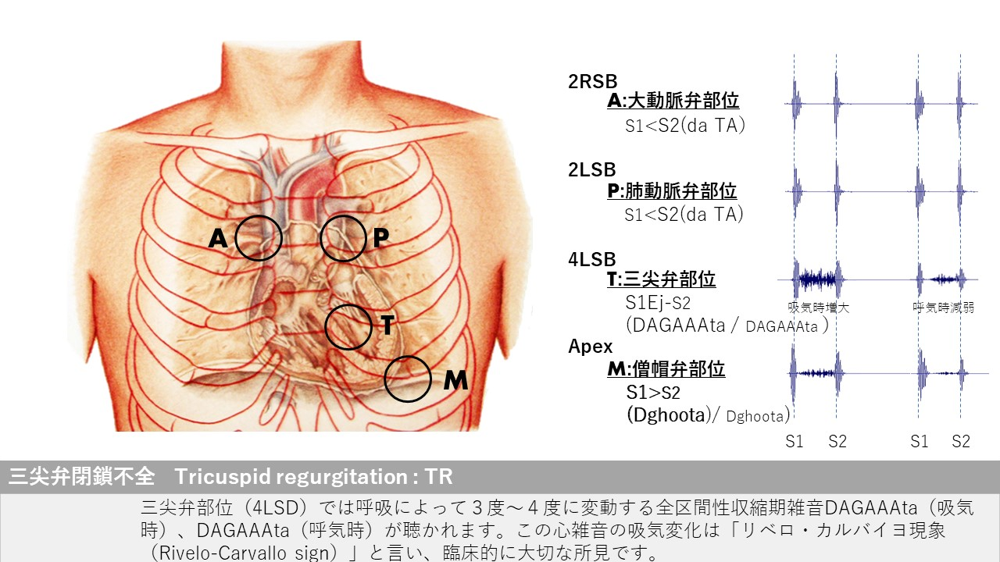 A
P
T
M
2RSB
A:大動脈弁部位
S1<S2(da TA)
2LSB
P:肺動脈弁部位
S1<S2(da TA)
4LSB
T:三尖弁部位
S1Ej-S2
(DAGAAAta / DAGAAAta )
吸気時増大
呼気時減弱
Apex
M:僧帽弁部位
S1>S2
(Dghoota)/ Dghoota)
S1 S2 S1 S2
三尖弁閉鎖不全 Tricuspid regurgitation : TR
三尖弁部位（4LSD）では呼吸によって３度～４度に変動する全区間性収縮期雑音DAGAAAta（吸気
時）、DAGAAAta（呼気時）が聴かれます。この心雑音の吸気変化は「リベロ・カルバイヨ現象
（Rivelo-Carvallo sign）」と言い、臨床的に大切な所見です。